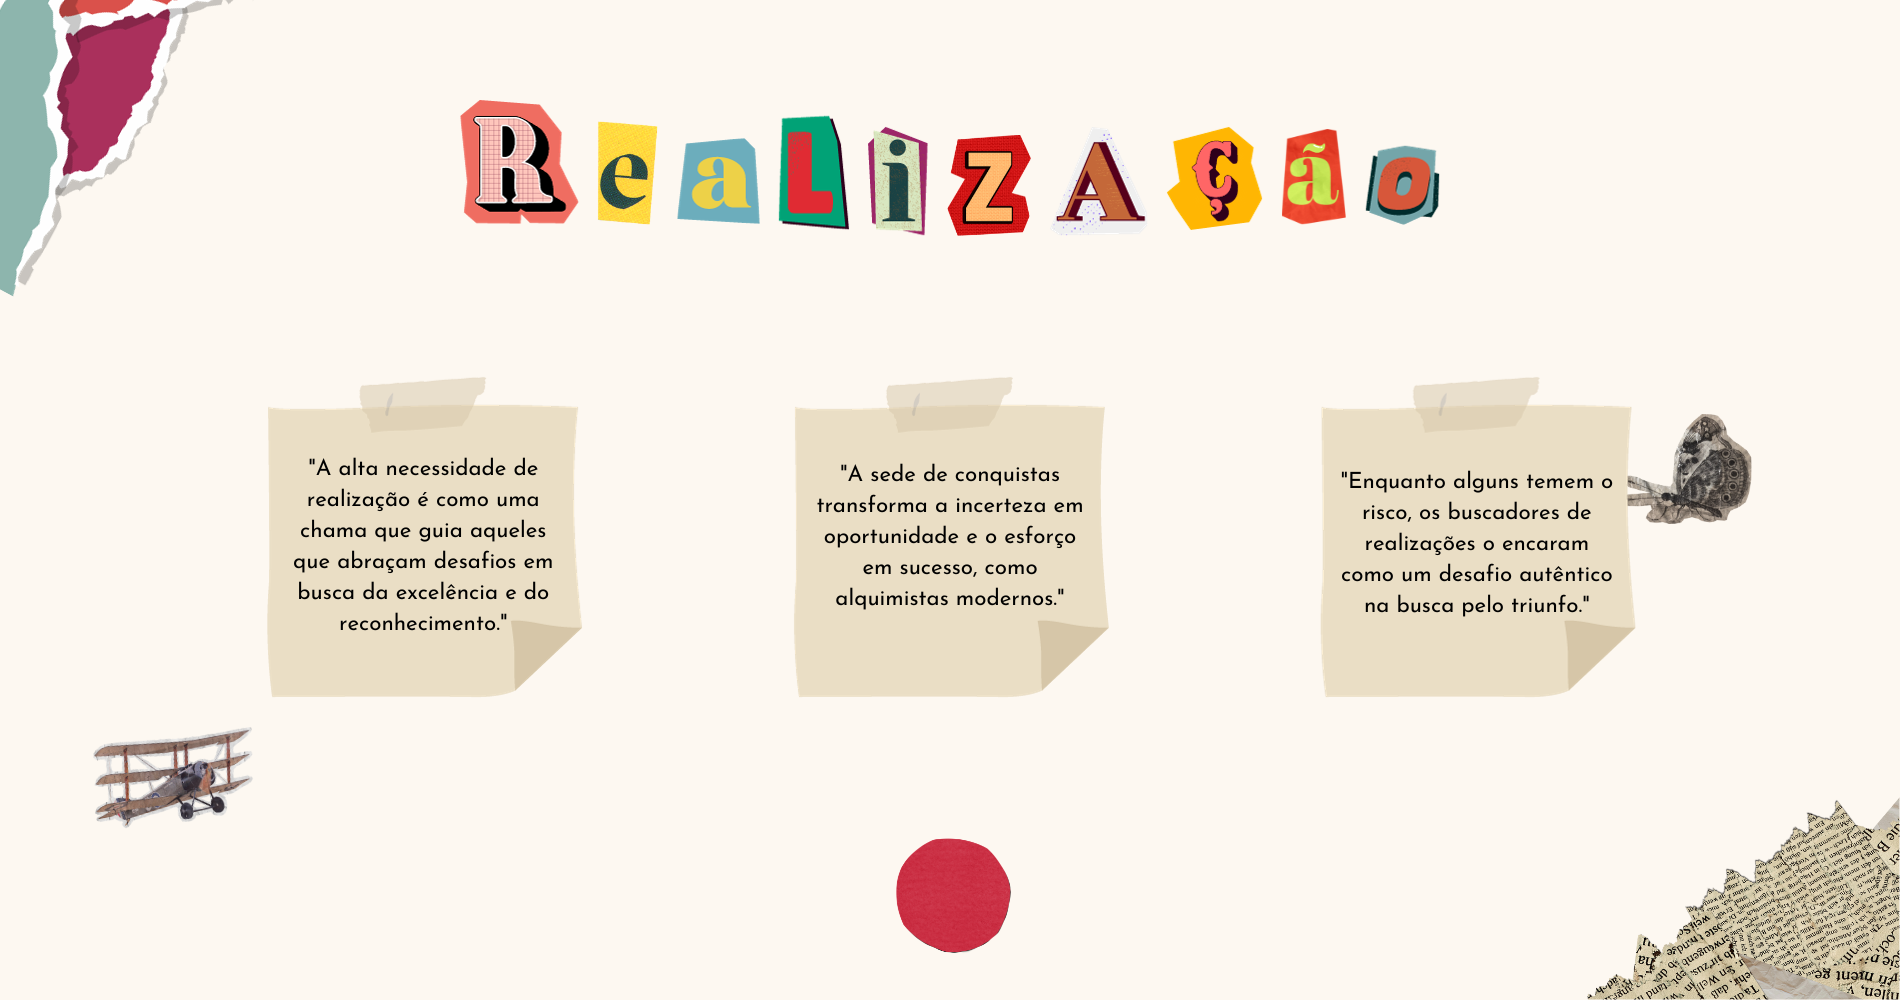 RealizAção
"A alta necessidade de
realização é como uma
chama que guia aqueles
que abraçam desafios em
busca da excelência e do
reconhecimento."
"A sede de conquistas
transforma a incerteza em
oportunidade e o esforço
em sucesso, como
alquimistas modernos."
"Enquanto alguns temem o
risco, os buscadores de
realizações o encaram
como um desafio autêntico
na busca pelo triunfo."